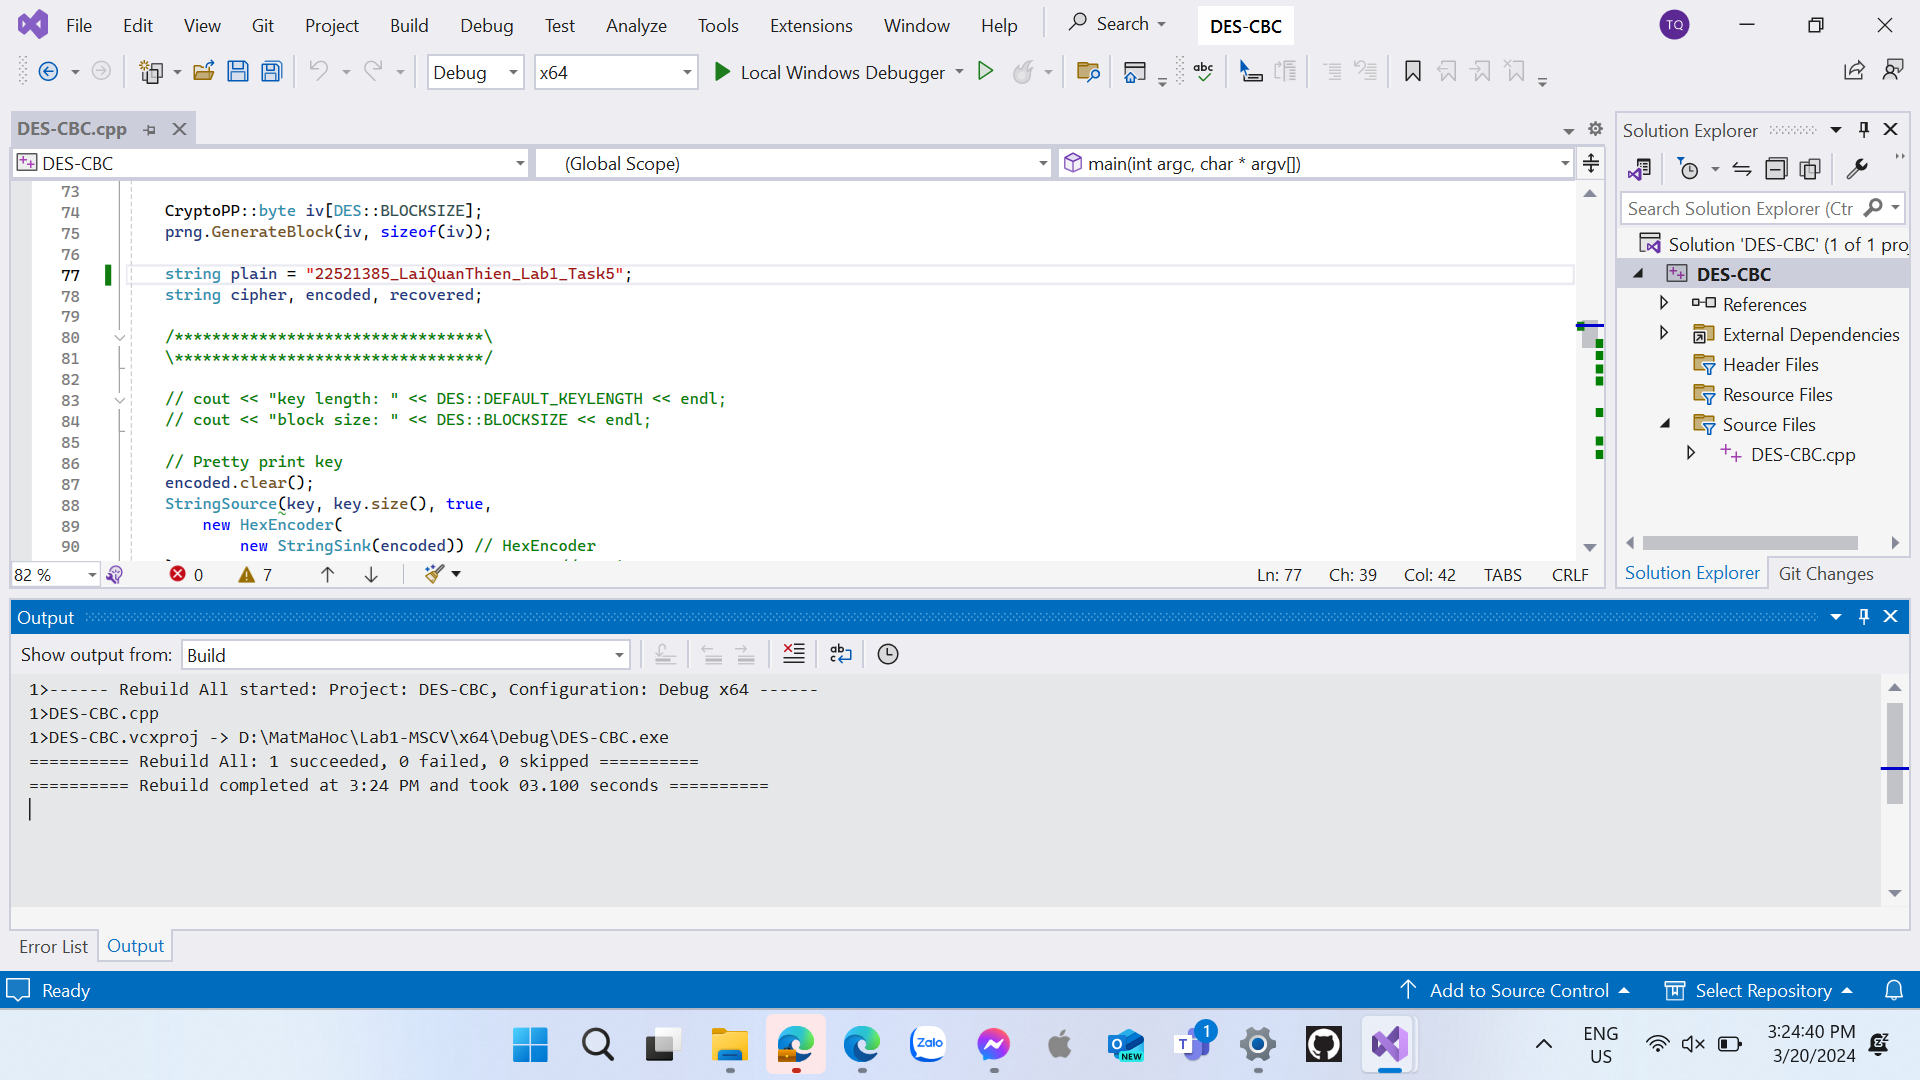 File Edit View Git Project Build Debug Test Analyze Tools Extensions Window Help Search DES-CBC TQ
Debug x64 Local Windows Debugger abc
DES-CBC.cpp
DES-CBC (Global Scope) main(int argc, char * argv[])
73
74 CryptoPP::byte iv[DES::BLOCKSIZE];
75 prng.GenerateBlock(iv, sizeof(iv));
76
77 string plain = "22521385_LaiQuanThien_Lab1_Task5";
78 string cipher, encoded, recovered;
79
80 /*********************************\
81 \*********************************/
82
83 // cout << "key length: " << DES::DEFAULT_KEYLENGTH << endl;
84 // cout << "block size: " << DES::BLOCKSIZE << endl;
85
86 // Pretty print key
87 encoded.clear();
88 StringSource(key, key.size(), true,
89 new HexEncoder(
90 new StringSink(encoded)) // HexEncoder
82 % 0 7 Ln: 77 Ch: 39 Col: 42 TABS CRLF
Solution Explorer
Search Solution Explorer (Ctr
Solution 'DES-CBC' (1 of 1 pro
DES-CBC
References
External Dependencies
Header Files
Resource Files
Source Files
DES-CBC.cpp
Solution Explorer Git Changes
Output
Show output from: Build
1>------ Rebuild All started: Project: DES-CBC, Configuration: Debug x64 ------
1>DES-CBC.cpp
1>DES-CBC.vcxproj -> D:\MatMaHoc\Lab1-MSCV\x64\Debug\DES-CBC.exe
========== Rebuild All: 1 succeeded, 0 failed, 0 skipped ==========
========== Rebuild completed at 3:24 PM and took 03.100 seconds ==========
Error List Output
Ready Add to Source Control Select Repository
Zalo NEW 1 ENG US 3:24:40 PM
3/20/2024